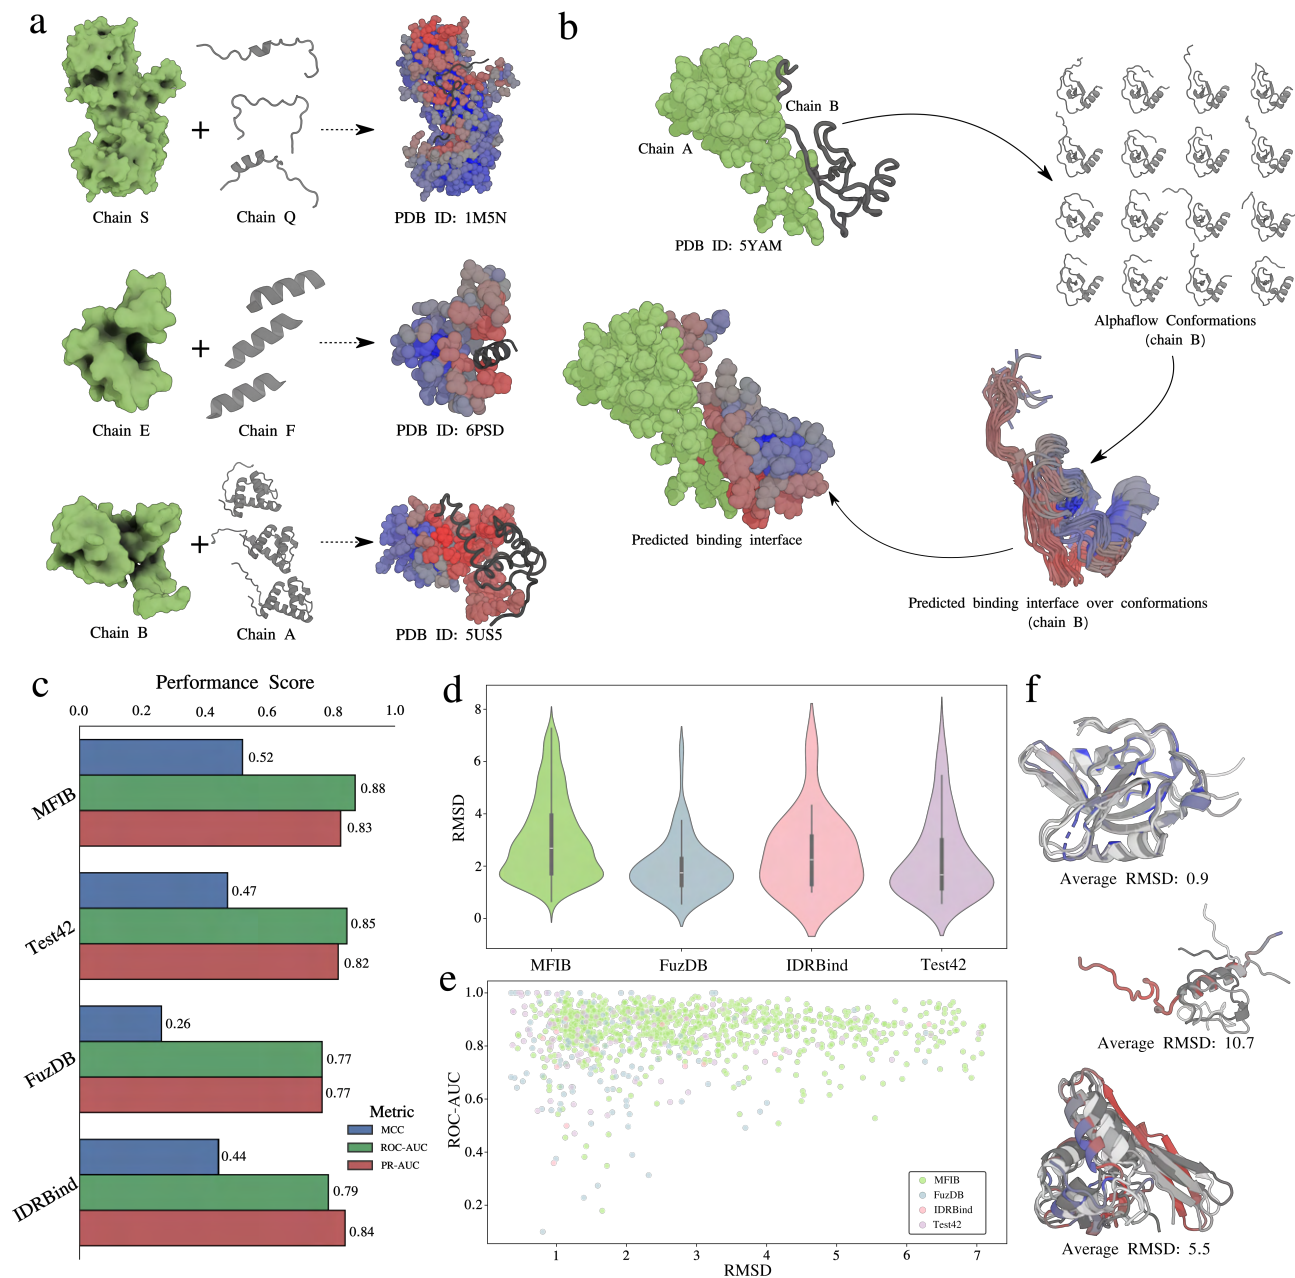 a
Chain S
Chain Q
PDB ID: 1M5N
Chain E
Chain F
PDB ID: 6PSD
Chain B
Chain A
PDB ID: 5US5
b
Chain B
Chain A
PDB ID: 5YAM
Alphaflow Conformations
(chain B)
Predicted binding interface
Predicted binding interface over conformations
(chain B)
c
Performance Score
0.0 0.2 0.4 0.6 0.8 1.0
MFIB
0.52
0.88
0.83
Test42
0.47
0.85
0.82
FuzDB
0.26
0.77
0.77
IDRBind
0.44
0.79
0.84
Metric
MCC
ROC-AUC
PR-AUC
d
RMSD
8
6
4
2
0
MFIB FuzDB IDRBind Test42
e
ROC-AUC
1.0
0.8
0.6
0.4
0.2
MFIB
FuzDB
IDRBind
Test42
1 2 3 4 5 6 7
RMSD
f
Average RMSD: 0.9
Average RMSD: 10.7
Average RMSD: 5.5